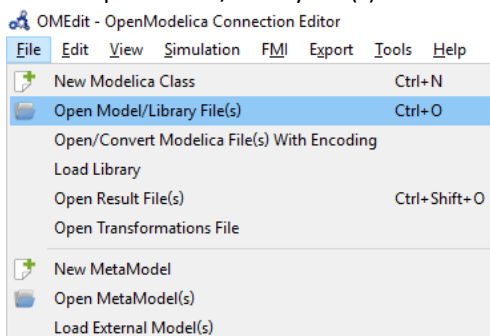 OMEdit - OpenModelica Connection Editor
File Edit View Simulation FMI Export Tools Help
New Modelica Class Ctrl+N
Open Model/Library File(s) Ctrl+O
Open/Convert Modelica File(s) With Encoding
Load Library
Open Result File(s) Ctrl+Shift+O
Open Transformations File
New MetaModel
Open MetaModel(s)
Load External Model(s)